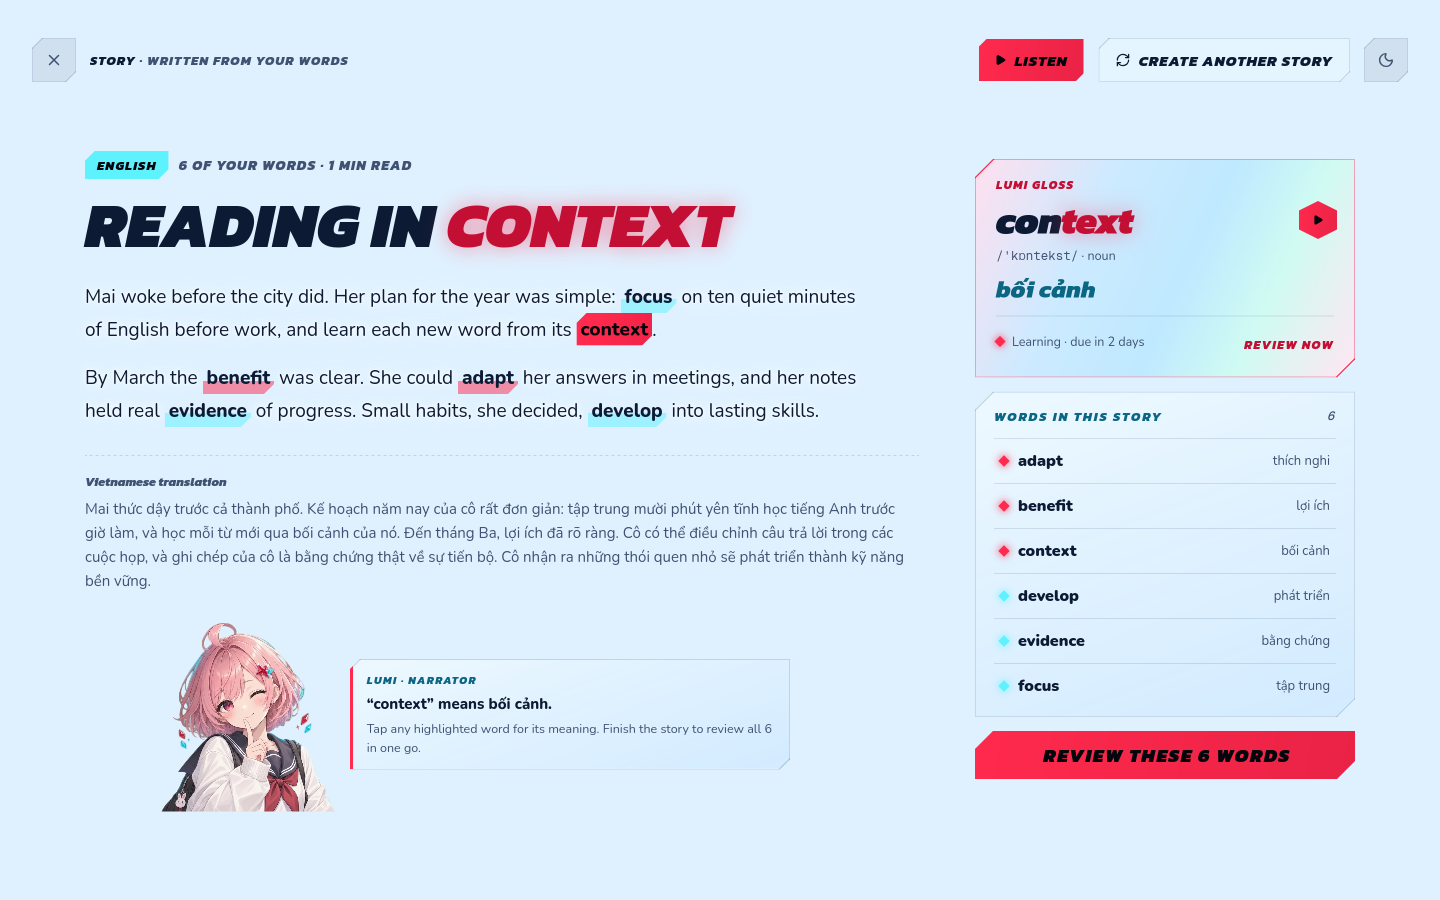 STORY · WRITTEN FROM YOUR WORDS
LISTEN
CREATE ANOTHER STORY
ENGLISH
6 OF YOUR WORDS · 1 MIN READ
READING IN CONTEXT
Mai woke before the city did. Her plan for the year was simple: focus on ten quiet minutes
of English before work, and learn each new word from its context.
By March the benefit was clear. She could adapt her answers in meetings, and her notes
held real evidence of progress. Small habits, she decided, develop into lasting skills.
Vietnamese translation
Mai thức dậy trước cả thành phố. Kế hoạch năm nay của cô rất đơn giản: tập trung mười phút yên tĩnh học tiếng Anh trước
giờ làm, và học mỗi từ mới qua bối cảnh của nó. Đến tháng Ba, lợi ích đã rõ ràng. Cô có thể điều chỉnh câu trả lời trong các
cuộc họp, và ghi chép của cô là bằng chứng thật về sự tiến bộ. Cô nhận ra những thói quen nhỏ sẽ phát triển thành kỹ năng
bền vững.
LUMI · NARRATOR
“context” means bối cảnh.
Tap any highlighted word for its meaning. Finish the story to review all 6
in one go.
LUMI GLOSS
context
/ˈkɒntekst/ · noun
bối cảnh
Learning · due in 2 days
REVIEW NOW
WORDS IN THIS STORY 6
adapt thích nghi
benefit lợi ích
context bối cảnh
develop phát triển
evidence bằng chứng
focus tập trung
REVIEW THESE 6 WORDS